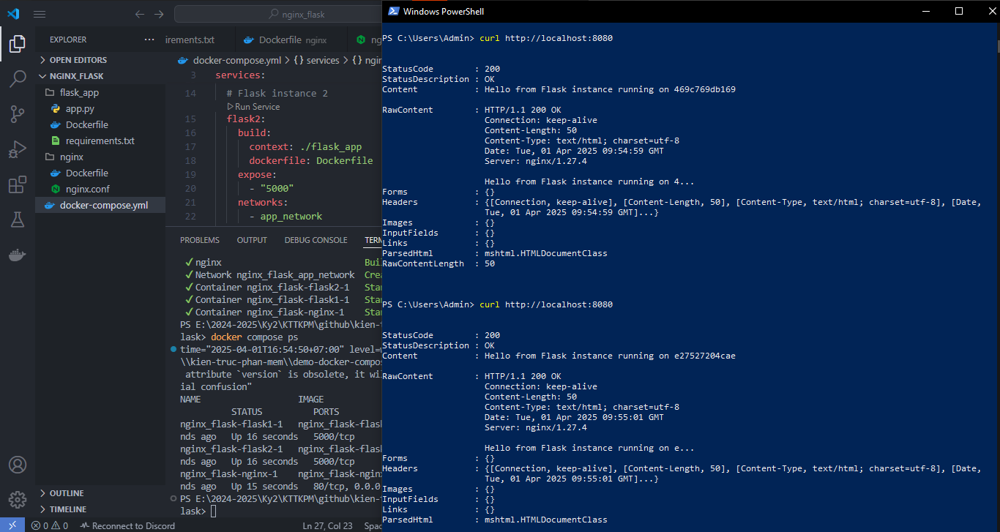 nginx_flask
Windows PowerShell
EXPLORER
OPEN EDITORS
NGINX_FLASK
flask_app
app.py
Dockerfile
requirements.txt
nginx
Dockerfile
nginx.conf
docker-compose.yml
OUTLINE
TIMELINE
irements.txt
Dockerfile nginx
ng
docker-compose.yml > {} services > {} ngin
3 services:
14 # Flask instance 2
Run Service
15 flask2:
16 build:
17 context: ./flask_app
18 dockerfile: Dockerfile
19 expose:
20 - "5000"
21 networks:
22 - app_network
PROBLEMS OUTPUT DEBUG CONSOLE TERM
✓ nginx Buil
✓ Network nginx_flask_app_network Crea
✓ Container nginx_flask-flask2-1 Star
✓ Container nginx_flask-flask1-1 Star
✓ Container nginx_flask-nginx-1 Star
PS E:\2024-2025\Ky2\KTTKPM\github\kien-t
lask> docker compose ps
time="2025-04-01T16:54:50+07:00" level=w
\\kien-truc-phan-mem\\demo-docker-compos
attribute `version` is obsolete, it wil
ial confusion"
NAME IMAGE
STATUS PORTS
nginx_flask-flask1-1 nginx_flask-flask
nds ago Up 16 seconds 5000/tcp
nginx_flask-flask2-1 nginx_flask-flask
nds ago Up 16 seconds 5000/tcp
nginx_flask-nginx-1 nginx_flask-nginx
nds ago Up 15 seconds 80/tcp, 0.0.0
PS E:\2024-2025\Ky2\KTTKPM\github\kien-t
lask>
0 0 Reconnect to Discord Ln 27, Col 23 Spac
PS C:\Users\Admin> curl http://localhost:8080
StatusCode : 200
StatusDescription : OK
Content : Hello from Flask instance running on 469c769db169
RawContent : HTTP/1.1 200 OK
Connection: keep-alive
Content-Length: 50
Content-Type: text/html; charset=utf-8
Date: Tue, 01 Apr 2025 09:54:59 GMT
Server: nginx/1.27.4
Hello from Flask instance running on 4...
Forms : {}
Headers : {[Connection, keep-alive], [Content-Length, 50], [Content-Type, text/html; charset=utf-8], [Date,
Tue, 01 Apr 2025 09:54:59 GMT]...}
Images : {}
InputFields : {}
Links : {}
ParsedHtml : mshtml.HTMLDocumentClass
RawContentLength : 50
PS C:\Users\Admin> curl http://localhost:8080
StatusCode : 200
StatusDescription : OK
Content : Hello from Flask instance running on e27527204cae
RawContent : HTTP/1.1 200 OK
Connection: keep-alive
Content-Length: 50
Content-Type: text/html; charset=utf-8
Date: Tue, 01 Apr 2025 09:55:01 GMT
Server: nginx/1.27.4
Hello from Flask instance running on e...
Forms : {}
Headers : {[Connection, keep-alive], [Content-Length, 50], [Content-Type, text/html; charset=utf-8], [Date,
Tue, 01 Apr 2025 09:55:01 GMT]...}
Images : {}
InputFields : {}
Links : {}
ParsedHtml : mshtml.HTMLDocumentClass